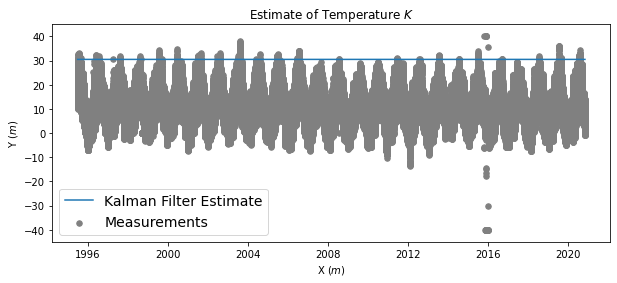 Estimate of Temperature K
Y (m)
40
30
20
10
0
−10
−20
−30
−40
Kalman Filter Estimate
Measurements
1996 2000 2004 2008 2012 2016 2020
X (m)